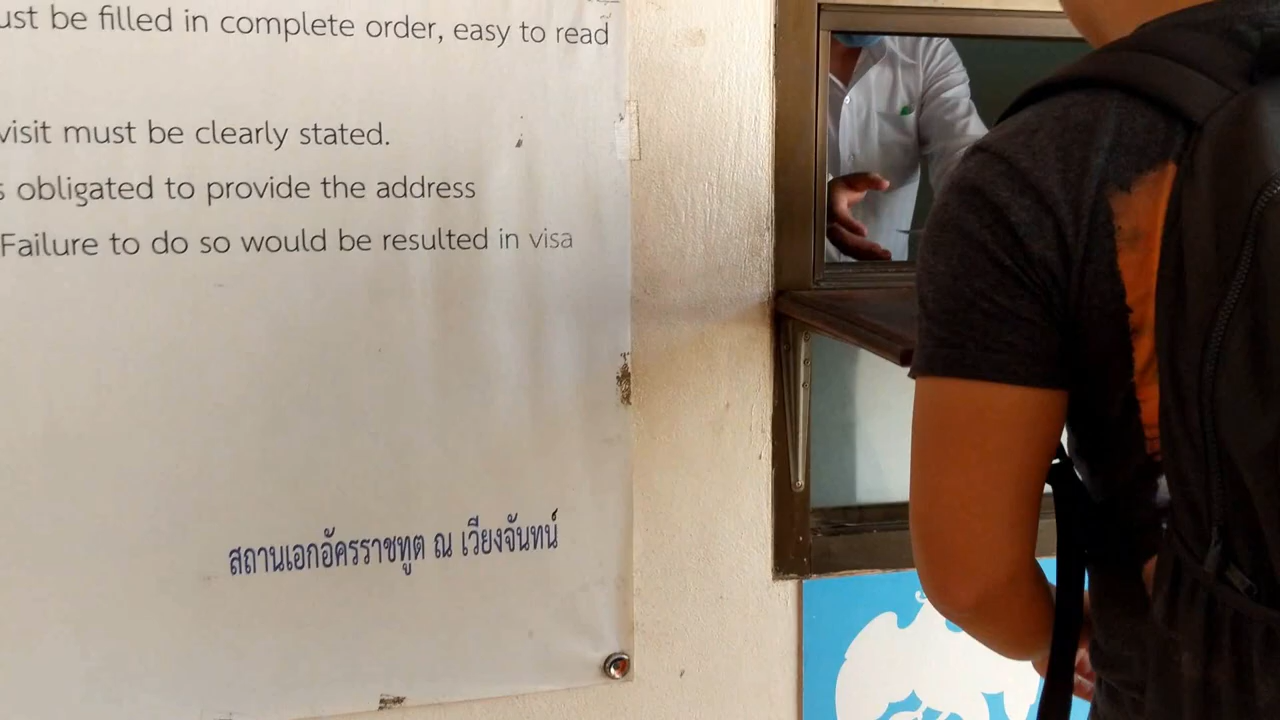 ust be filled in complete order, easy to read
visit must be clearly stated.
s obligated to provide the address
Failure to do so would be resulted in visa
สถานเอกอัครราชทูต ณ เวียงจันทน์